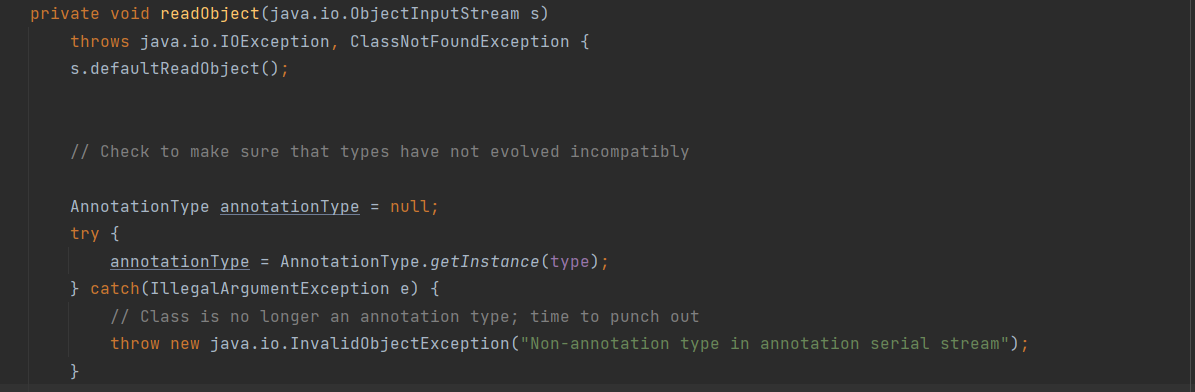 private void readObject(java.io.ObjectInputStream s)
throws java.io.IOException, ClassNotFoundException {
s.defaultReadObject();
// Check to make sure that types have not evolved incompatibly
AnnotationType annotationType = null;
try {
annotationType = AnnotationType.getInstance(type);
} catch(IllegalArgumentException e) {
// Class is no longer an annotation type; time to punch out
throw new java.io.InvalidObjectException("Non-annotation type in annotation serial stream");
}